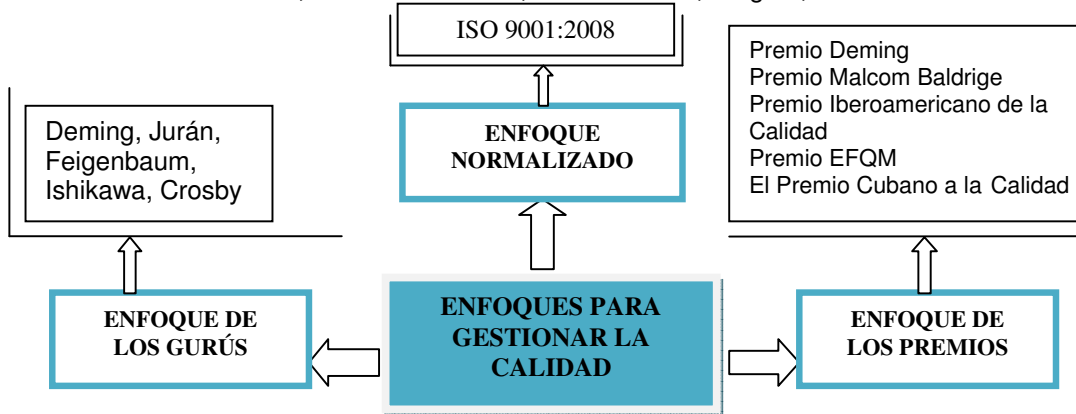 ISO 9001:2008
Premio Deming
Premio Malcom Baldrige
Premio Iberoamericano de la
Calidad
Premio EFQM
El Premio Cubano a la Calidad
Deming, Jurán,
Feigenbaum,
Ishikawa, Crosby
ENFOQUE
NORMALIZADO
ENFOQUE DE
LOS GURÚS
ENFOQUES PARA
GESTIONAR LA
CALIDAD
ENFOQUE DE
LOS PREMIOS